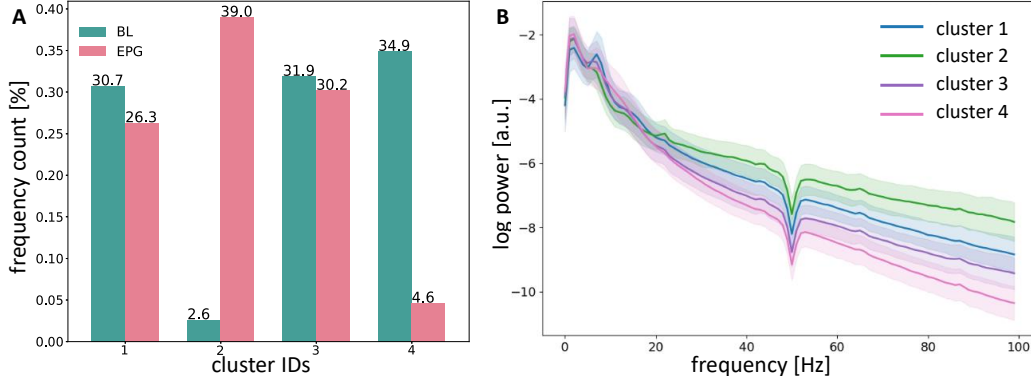 A
BL
EPG
frequency count [%]
0.40
0.35
0.30
0.25
0.20
0.15
0.10
0.05
0.00
30.7
26.3
2.6
39.0
31.9
30.2
34.9
4.6
1 2 3 4
cluster IDs
B
cluster 1
cluster 2
cluster 3
cluster 4
log power [a.u.]
−2
−4
−6
−8
−10
0 20 40 60 80 100
frequency [Hz]